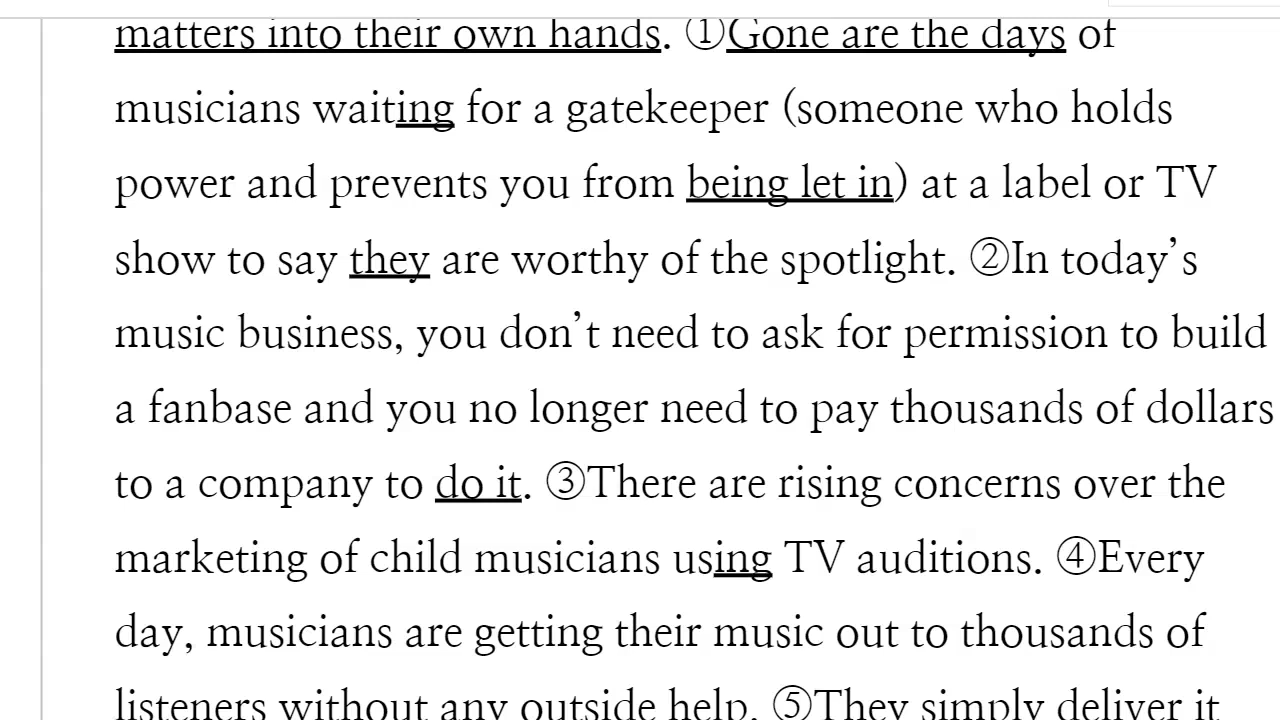 matters into their own hands. ①Gone are the days of
musicians waiting for a gatekeeper (someone who holds
power and prevents you from being let in) at a label or TV
show to say they are worthy of the spotlight. ②In today’s
music business, you don’t need to ask for permission to build
a fanbase and you no longer need to pay thousands of dollars
to a company to do it. ③There are rising concerns over the
marketing of child musicians using TV auditions. ④Every
day, musicians are getting their music out to thousands of
listeners without any outside help. ⑤They simply deliver it